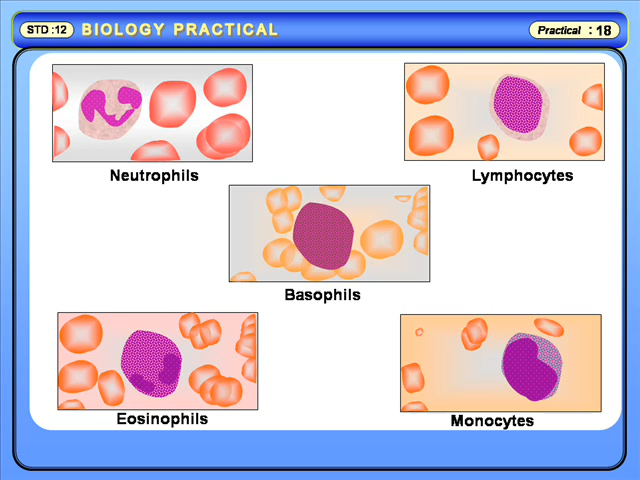 STD :12 BIOLOGY PRACTICAL Practical : 18
Neutrophils
Lymphocytes
Basophils
Eosinophils
Monocytes